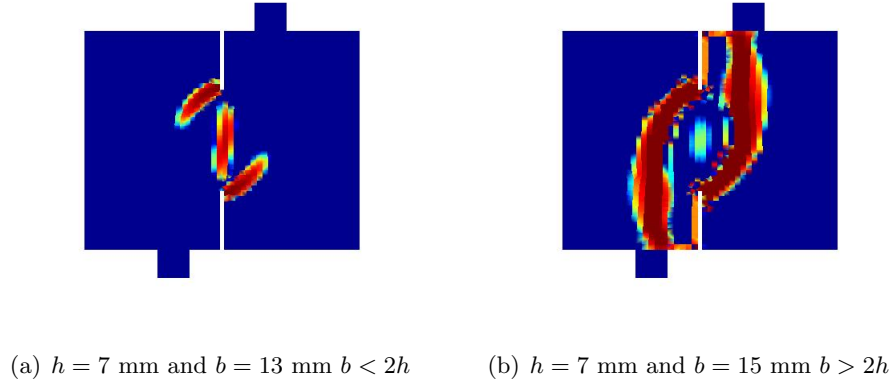 (a) h = 7 mm and b = 13 mm b < 2h
(b) h = 7 mm and b = 15 mm b > 2h